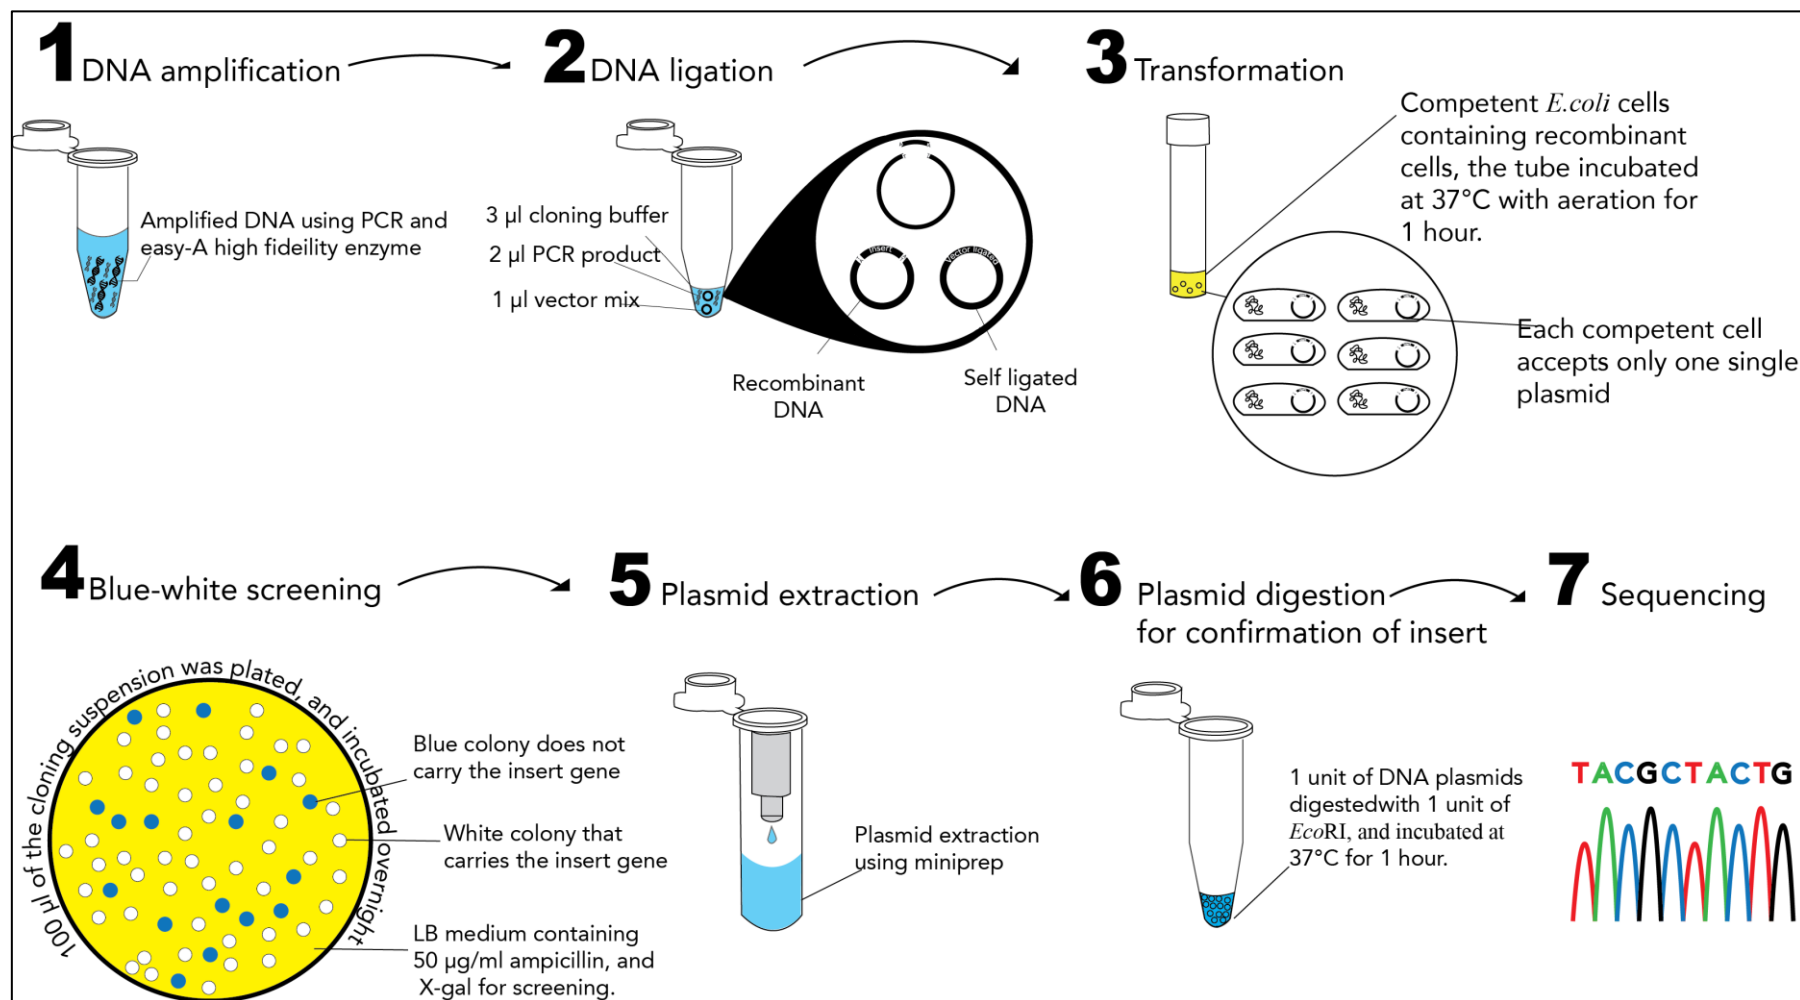 1 DNA amplification
Amplified DNA using PCR and
easy-A high fideility enzyme
2 DNA ligation
3 µl cloning buffer
2 µl PCR product
1 µl vector mix
insert
Vector ligated
Recombinant
DNA
Self ligated
DNA
3 Transformation
Competent E.coli cells
containing recombinant
cells, the tube incubated
at 37°C with aeration for
1 hour.
Each competent cell
accepts only one single
plasmid
4 Blue-white screening
100 µl of the cloning suspension was plated, and incubated overnight
Blue colony does not
carry the insert gene
White colony that
carries the insert gene
LB medium containing
50 µg/ml ampicillin, and
X-gal for screening.
5 Plasmid extraction
Plasmid extraction
using miniprep
6 Plasmid digestion
for confirmation of insert
1 unit of DNA plasmids
digestedwith 1 unit of
EcoRI, and incubated at
37°C for 1 hour.
7 Sequencing
TACGCTACTG